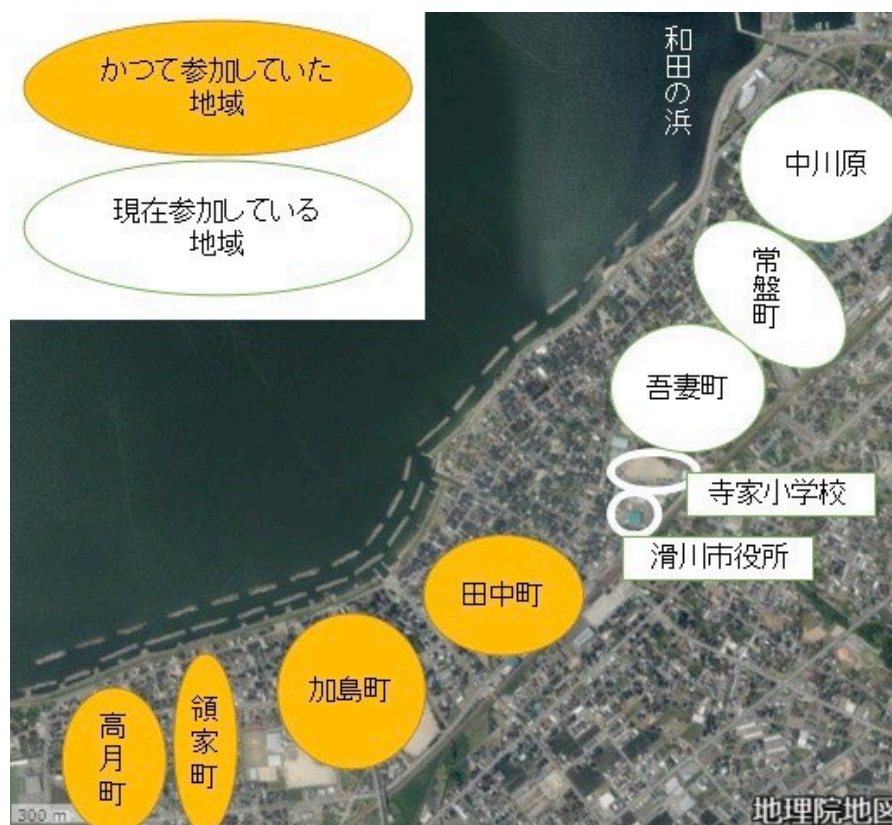 かつて参加していた
地域
現在参加している
地域
和田の浜
中川原
常盤町
吾妻町
寺家小学校
滑川市役所
田中町
加島町
領家町
高月町
300 m
地理院地図